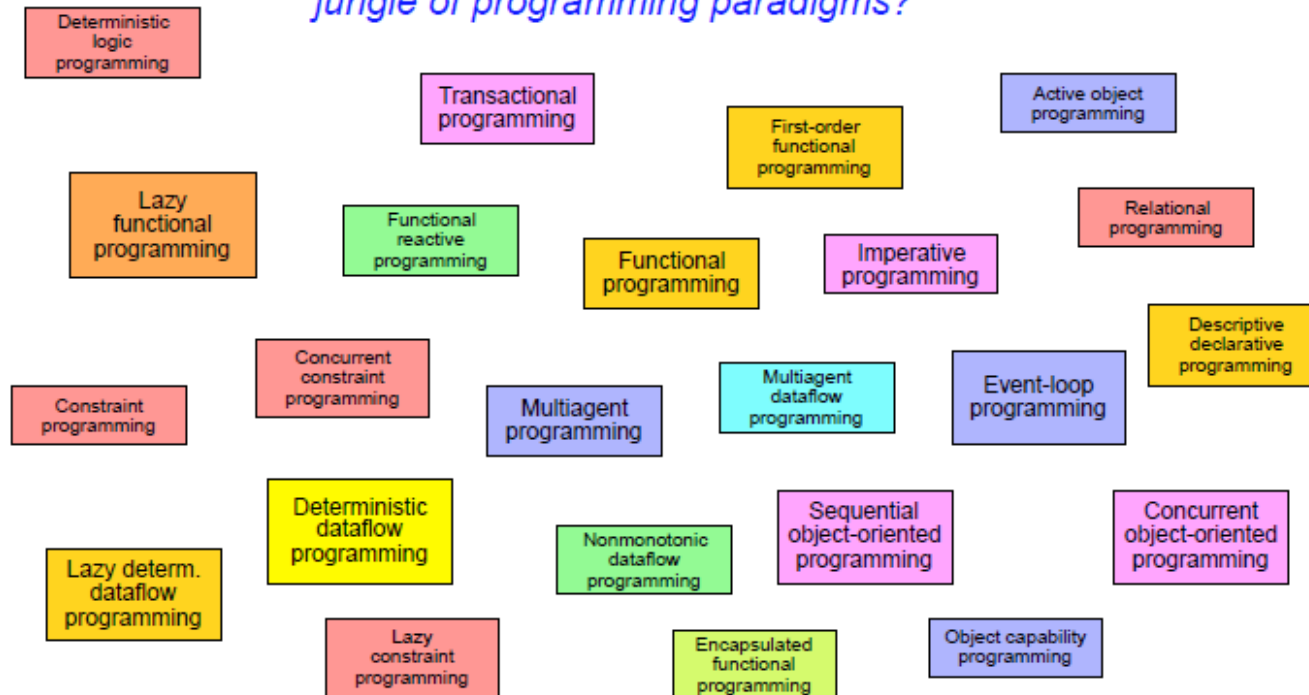 jungle of programming paradigms?
Deterministic
logic
programming
Transactional
programming
First-order
functional
programming
Active object
programming
Lazy
functional
programming
Functional
reactive
programming
Functional
programming
Imperative
programming
Relational
programming
Descriptive
declarative
programming
Concurrent
constraint
programming
Constraint
programming
Multiagent
programming
Multiagent
dataflow
programming
Event-loop
programming
Deterministic
dataflow
programming
Lazy determ.
dataflow
programming
Nonmonotonic
dataflow
programming
Sequential
object-oriented
programming
Concurrent
object-oriented
programming
Lazy
constraint
programming
Encapsulated
functional
programming
Object capability
programming